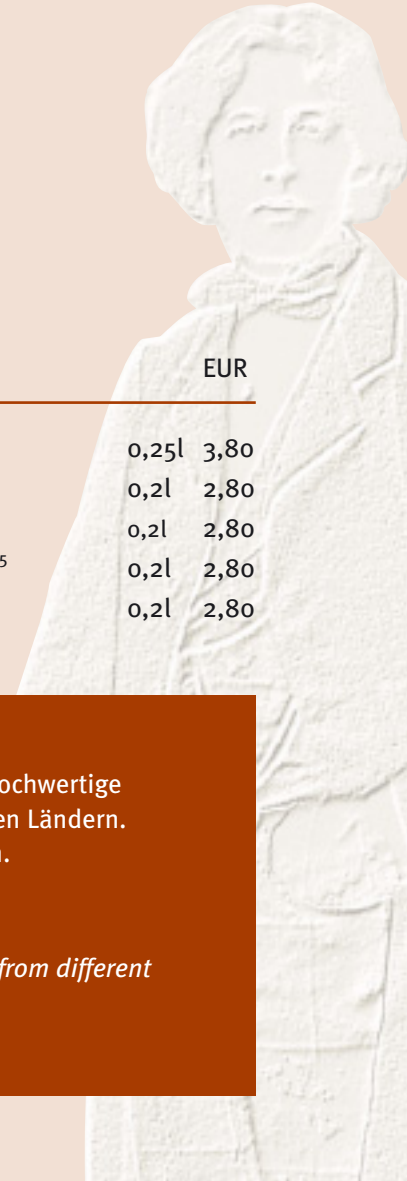 EUR
0,25l 3,80
0,2l 2,80
0,2l 2,80
5
0,2l 2,80
0,2l 2,80
ochwertige
en Ländern.
.
from different